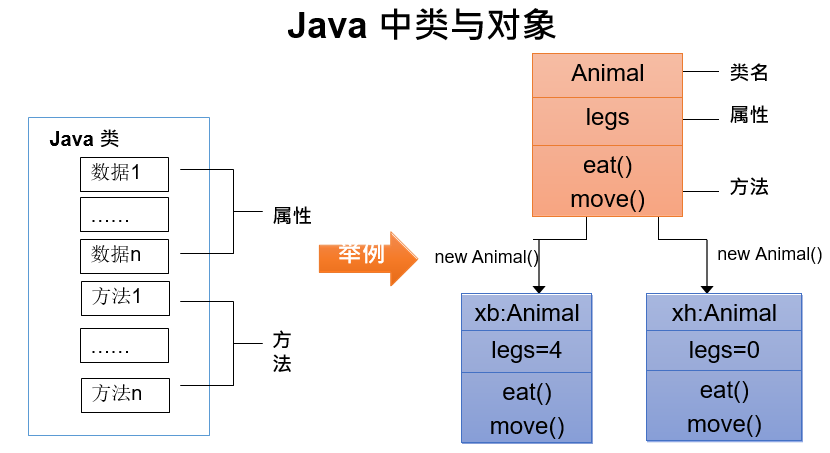 Java 中类与对象
Java 类
数据1
……
数据n
方法1
……
方法n
属性
方
法
举例
Animal
legs
eat()
move()
类名
属性
方法
new Animal()
new Animal()
xb:Animal
legs=4
eat()
move()
xh:Animal
legs=0
eat()
move()